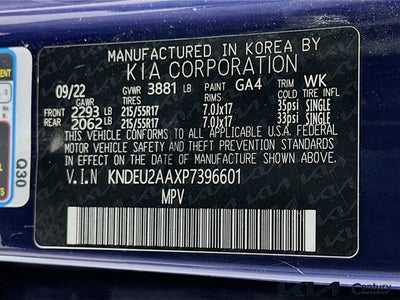 MANUFACTURED IN KOREA BY
KIA CORPORATION
09/22 GVWR 3881 LB PAINT GA4 TRIM WK
GAWR TIRES RIMS COLD TIRE INFL
FRONT 2293 LB 215/55R17 7.0Jx17 35psi SINGLE
REAR 2062 LB 215/55R17 7.0Jx17 33psi SINGLE
THIS VEHICLE CONFORMS TO ALL APPLICABLE U.S.A. FEDERAL
MOTOR VEHICLE SAFETY AND THEFT PREVENTION STANDARDS
IN EFFECT ON THE DATE OF MANUFACTURE SHOWN ABOVE.
V.I.N KNDEU2AAXP7396601
MPV
Q30
KIA Century